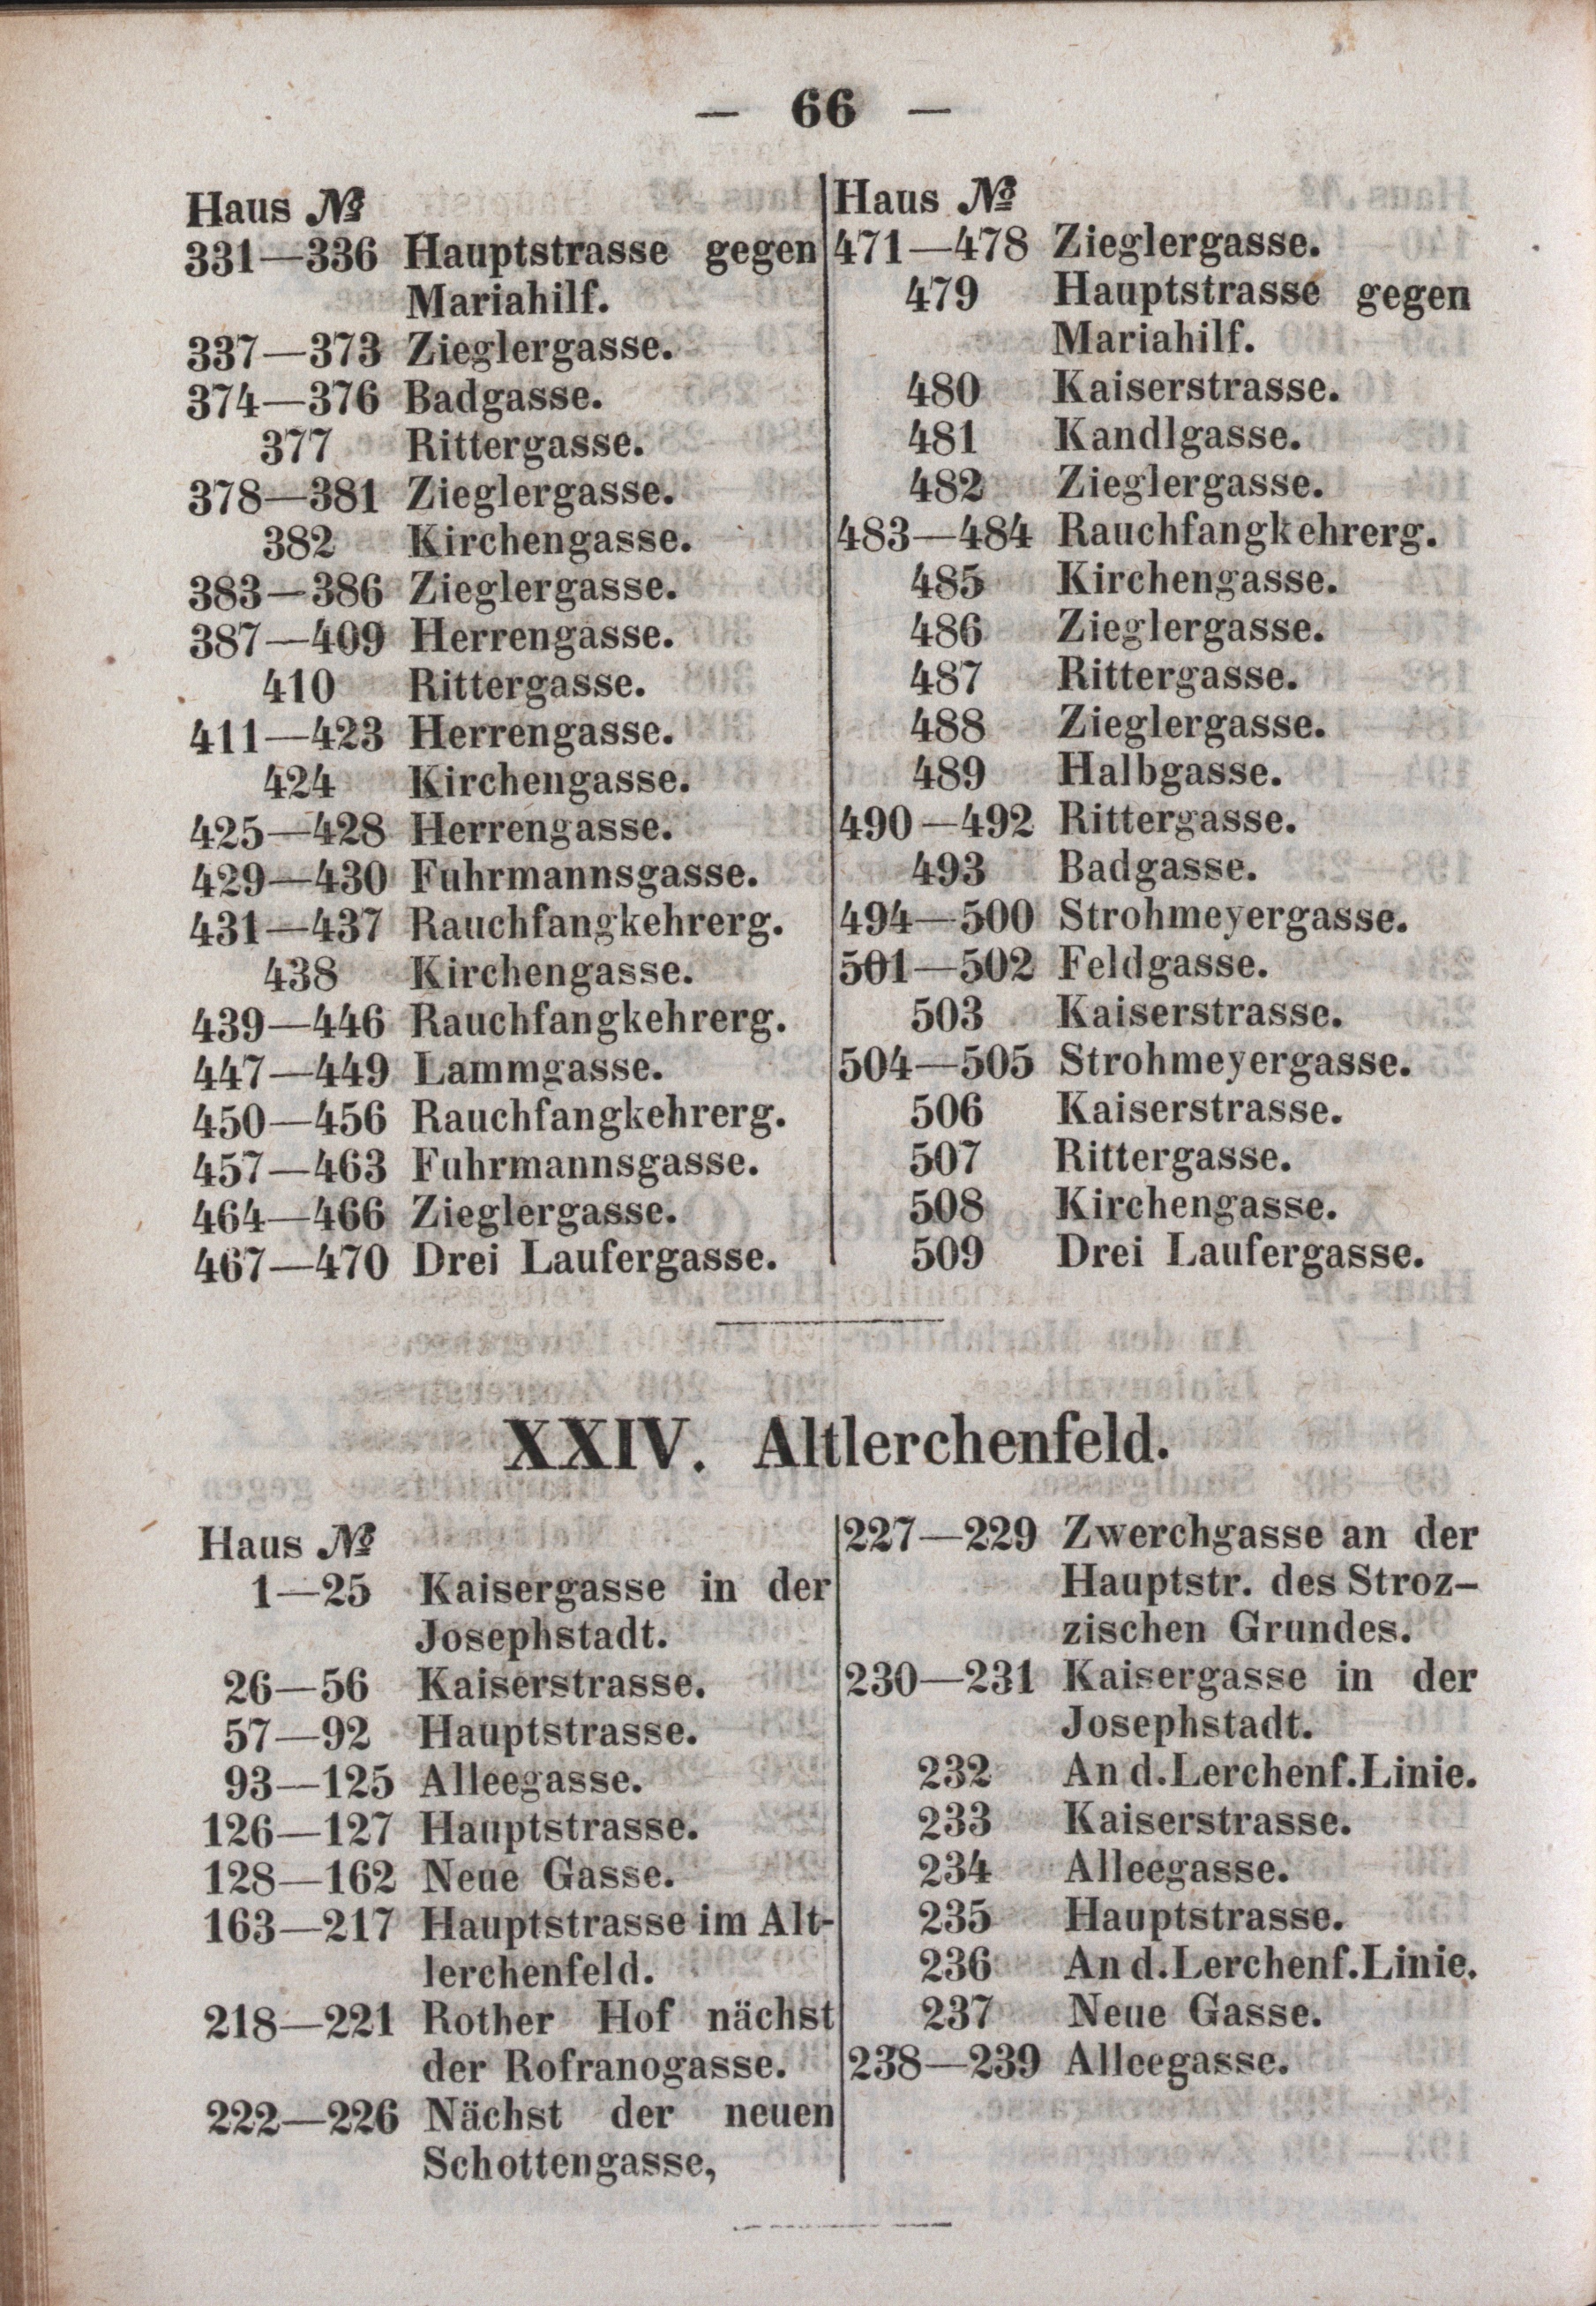 — 66 —
Haus №
331—336 Hauptstrasse gegen
Mariahilf.
337—373 Zieglergasse.
374—376 Badgasse.
377 Rittergasse.
378—381 Zieglergasse.
382 Kirchengasse.
383—386 Zieglergasse.
387—409 Herrengasse.
410 Rittergasse.
411—423 Herrengasse.
424 Kirchengasse.
425—428 Herrengasse.
429—430 Fuhrmannsgasse.
431—437 Rauchfangkehrerg.
438 Kirchengasse.
439—446 Rauchfangkehrerg.
447—449 Lammgasse.
450—456 Rauchfangkehrerg.
457—463 Fuhrmannsgasse.
464—466 Zieglergasse.
467—470 Drei Laufergasse.
Haus №
471—478 Zieglergasse.
479 Hauptstrasse gegen
Mariahilf.
480 Kaiserstrasse.
481 Kandlgasse.
482 Zieglergasse.
483—484 Rauchfangkehrerg.
485 Kirchengasse.
486 Zieglergasse.
487 Rittergasse.
488 Zieglergasse.
489 Halbgasse.
490—492 Rittergasse.
493 Badgasse.
494—500 Strohmeyergasse.
501—502 Feldgasse.
503 Kaiserstrasse.
504—505 Strohmeyergasse.
506 Kaiserstrasse.
507 Rittergasse.
508 Kirchengasse.
509 Drei Laufergasse.
XXIV. Altlerchenfeld.
Haus №
1—25 Kaisergasse in der
Josephstadt.
26—56 Kaiserstrasse.
57—92 Hauptstrasse.
93—125 Alleegasse.
126—127 Hauptstrasse.
128—162 Neue Gasse.
163—217 Hauptstrasse im Alt-
lerchenfeld.
218—221 Rother Hof nächst
der Rofranogasse.
222—226 Nächst der neuen
Schottengasse,
227—229 Zwerchgasse an der
Hauptstr. des Stroz-
zischen Grundes.
230—231 Kaisergasse in der
Josephstadt.
232 An d. Lerchenf. Linie.
233 Kaiserstrasse.
234 Alleegasse.
235 Hauptstrasse.
236 An d. Lerchenf. Linie.
237 Neue Gasse.
238—239 Alleegasse.